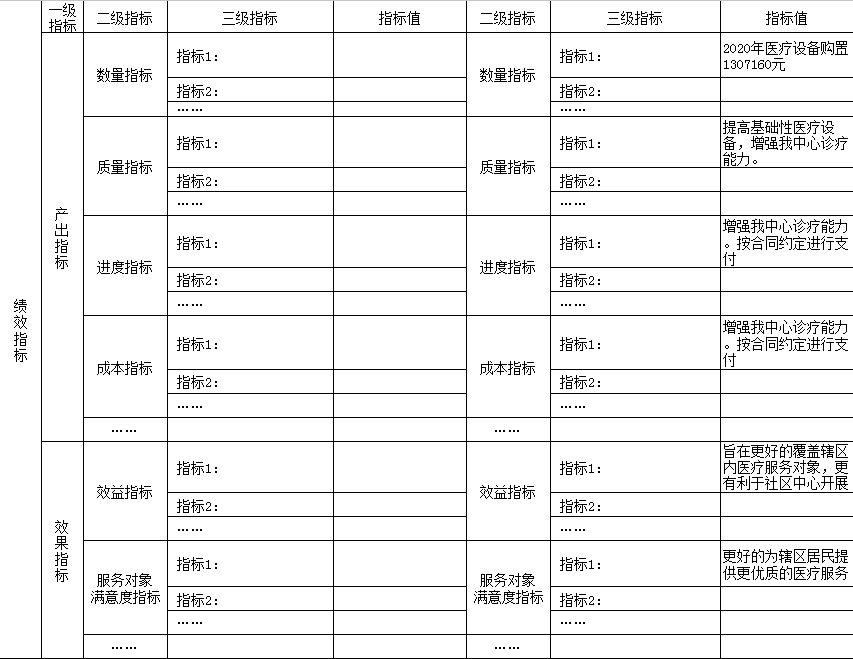 一级
指标
二级指标
三级指标
指标值
二级指标
三级指标
指标值
绩效指标
产出指标
数量指标
指标1:
数量指标
指标1:
2020年医疗设备购置
1307160元
指标2:
指标2:
……
……
质量指标
指标1:
质量指标
指标1:
提高基础性医疗设
备，增强我中心诊疗
能力。
指标2:
指标2:
……
……
进度指标
指标1:
进度指标
指标1:
增强我中心诊疗能力
。按合同约定进行支
付
指标2:
指标2:
……
……
成本指标
指标1:
成本指标
指标1:
增强我中心诊疗能力
。按合同约定进行支
付
指标2:
指标2:
……
……
……
……
效果指标
效益指标
指标1:
效益指标
指标1:
旨在更好的覆盖辖区
内医疗服务对象，更
有利于社区中心开展
指标2:
指标2:
……
……
服务对象
满意度指标
指标1:
服务对象
满意度指标
指标1:
更好的为辖区居民提
供更优质的医疗服务
指标2:
指标2:
……
……
……
……